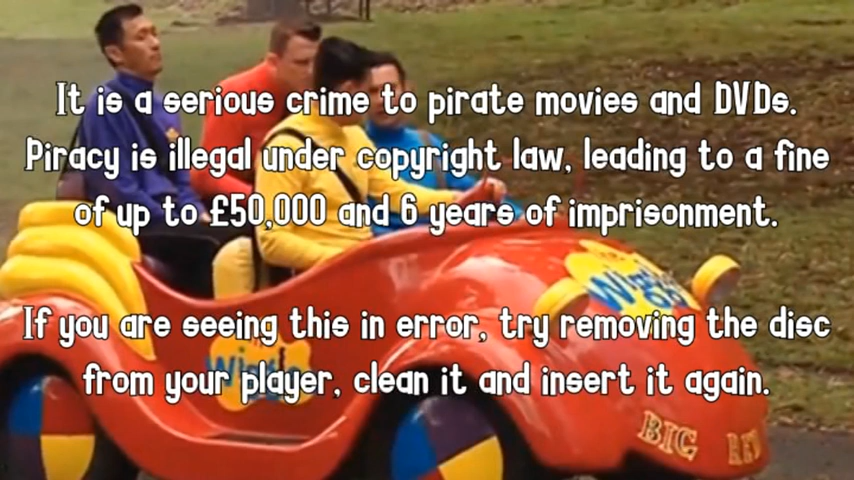 It is a serious crime to pirate movies and DVDs.
Piracy is illegal under copyright law, leading to a fine
of up to £50,000 and 6 years of imprisonment.
If you are seeing this in error, try removing the disc
from your player, clean it and insert it again.
BIG RED